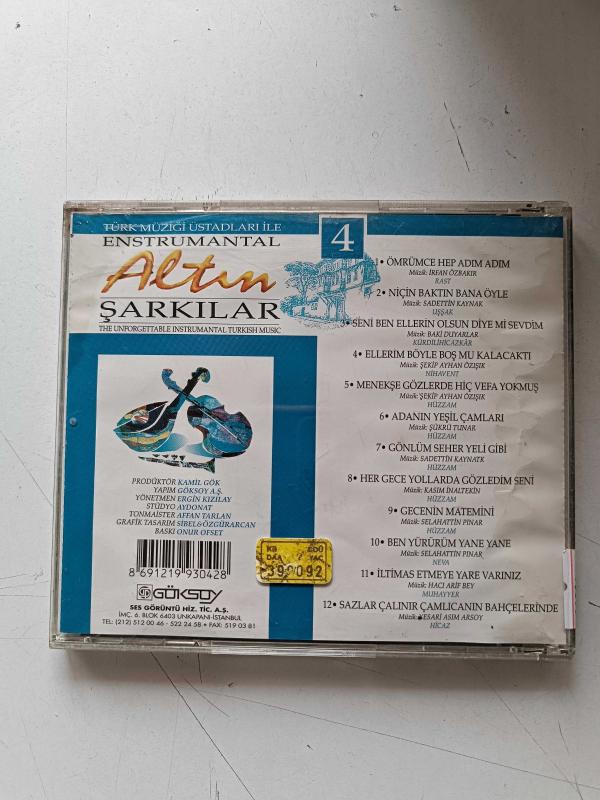 TÜRK MÜZİĞİ ÜSTADLARI İLE
ENSTRUMANTAL
Altın
ŞARKILAR
THE UNFORGETTABLE INSTRUMENTAL TURKISH MUSIC
4
1 • ÖMRÜMCE HEP ADIM ADIM
Müzik: İRFAN ÖZBAKIR
RAST
2 • NİÇİN BAKTIN BANA ÖYLE
Müzik: SADETTİN KAYNAK
UŞŞAK
3 • SENİ BEN ELLERİN OLSUN DİYE Mİ SEVDİM
Müzik: BAKİ DUYARLAR
KÜRDİLİHİCAZKÂR
4 • ELLERİM BÖYLE BOŞ MU KALACAKTI
Müzik: ŞEKİP AYHAN ÖZIŞIK
NİHAVENT
5 • MENEKŞE GÖZLERDE HİÇ VEFA YOKMUŞ
Müzik: ŞEKİP AYHAN ÖZIŞIK
HÜZZAM
6 • ADANIN YEŞİL ÇAMLARI
Müzik: ŞÜKRÜ TUNAR
HÜZZAM
7 • GÖNLÜM SEHER YELİ GİBİ
Müzik: SADETTİN KAYNATK
HÜZZAM
8 • HER GECE YOLLARDA GÖZLEDİM SENİ
Müzik: KASIM İNALTEKİN
HÜZZAM
9 • GECENİN MATEMİNİ
Müzik: SELAHATTİN PINAR
HÜZZAM
10 • BEN YÜRÜRÜM YANE YANE
Müzik: SELAHATTİN PINAR
NEVA
11 • İLTİMAS ETMEYE YARE VARINIZ
Müzik: HACI ARİF BEY
MUHAYYER
12 • SAZLAR ÇALINIR ÇAMLICANIN BAHÇELERİNDE
Müzik: YESARİ ASIM ARSOY
HİCAZ
PRODÜKTÖR KAMİL GÖK
YAPIM GÖKSOY A.Ş.
YÖNETMEN ERGİN KIZILAY
STÜDYO AYDONAT
TONMAİSTER AFFAN TARLAN
GRAFİK TASARIM SİBEL&ÖZGÜRARCAN
BASKI ONUR OFSET
8 691219 930428
GÖKSOY
SES GÖRÜNTÜ HİZ. TİC. A.Ş.
İMÇ. 6. BLOK 6403 UNKAPANI-İSTANBUL
TEL: (212) 512 00 46 - 522 24 58 • FAX: 519 03 81